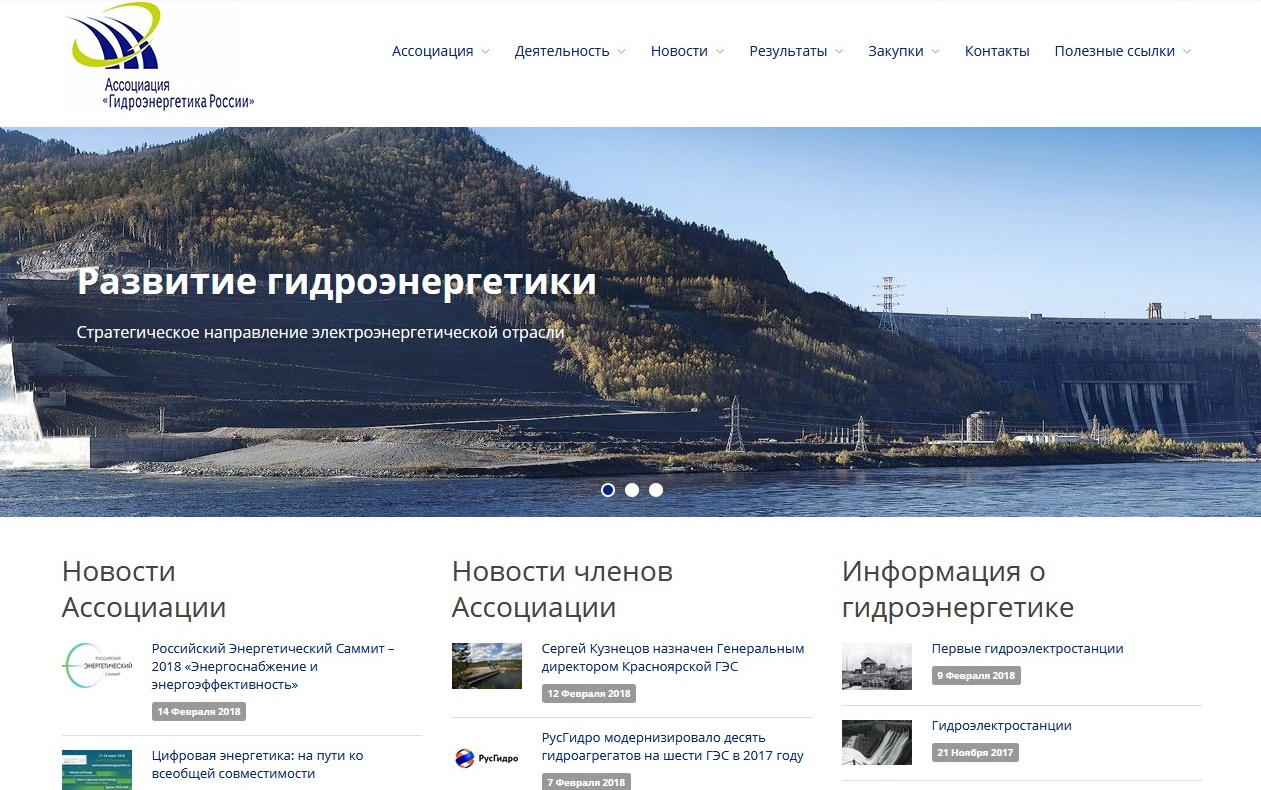 Ассоциация
«Гидроэнергетика России»
Ассоциация
Деятельность
Новости
Результаты
Закупки
Контакты
Полезные ссылки
Развитие гидроэнергетики
Стратегическое направление электроэнергетической отрасли
Новости
Ассоциации
РОССИЙСКИЙ
ЭНЕРГЕТИЧЕСКИЙ
САММИТ
Российский Энергетический Саммит –
2018 «Энергоснабжение и
энергоэффективность»
14 Февраля 2018
Цифровая энергетика: на пути ко
всеобщей совместимости
Новости членов
Ассоциации
Сергей Кузнецов назначен Генеральным
директором Красноярской ГЭС
12 Февраля 2018
РусГидро
РусГидро модернизировало десять
гидроагрегатов на шести ГЭС в 2017 году
7 Февраля 2018
Информация о
гидроэнергетике
Первые гидроэлектростанции
9 Февраля 2018
Гидроэлектростанции
21 Ноября 2017